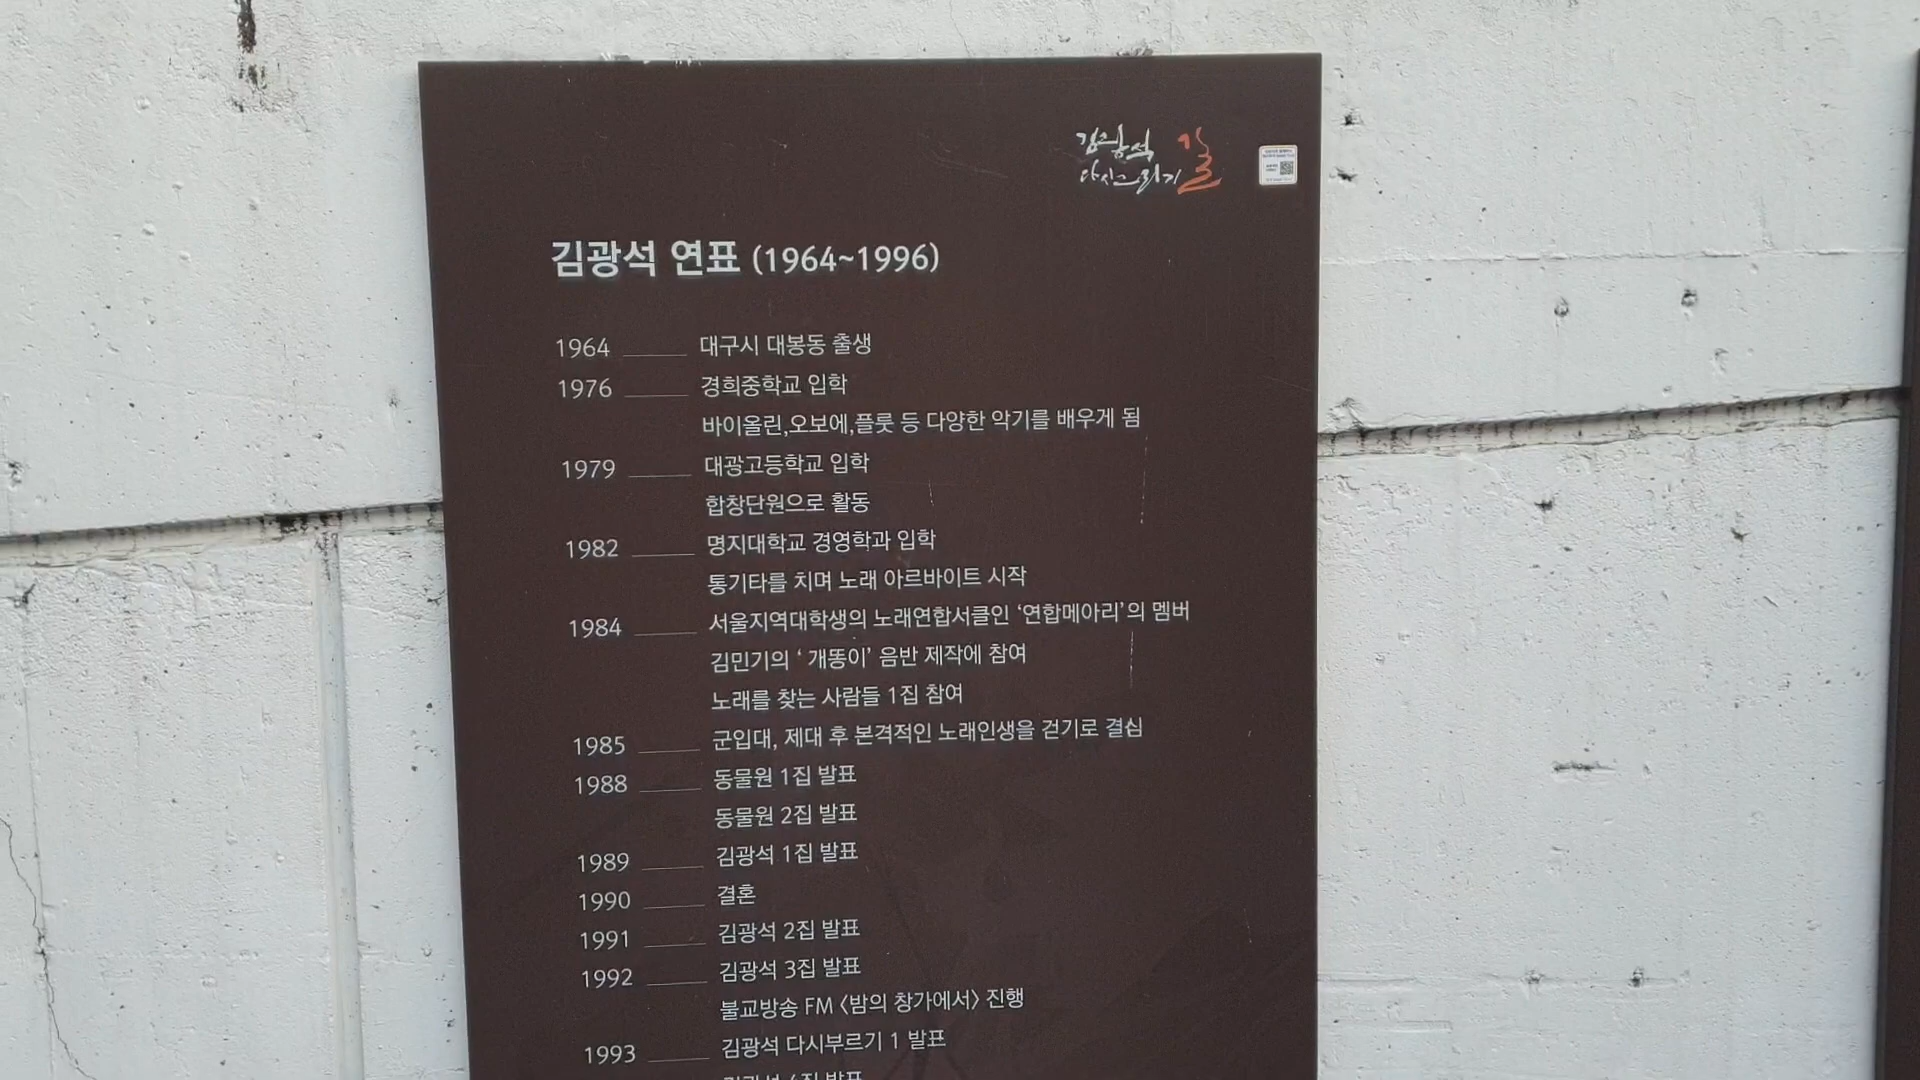 김광석
다시그리기 길
김광석 연표 (1964~1996)
1964 대구시 대봉동 출생
1976 경희중학교 입학
바이올린,오보에,플룻 등 다양한 악기를 배우게 됨
1979 대광고등학교 입학
합창단원으로 활동
1982 명지대학교 경영학과 입학
통기타를 치며 노래 아르바이트 시작
1984 서울지역대학생의 노래연합서클인 ‘연합메아리’의 멤버
김민기의 ‘ 개똥이’ 음반 제작에 참여
노래를 찾는 사람들 1집 참여
1985 군입대, 제대 후 본격적인 노래인생을 걷기로 결심
1988 동물원 1집 발표
동물원 2집 발표
1989 김광석 1집 발표
1990 결혼
1991 김광석 2집 발표
1992 김광석 3집 발표
불교방송 FM <밤의 창가에서> 진행
1993 김광석 다시부르기 1 발표